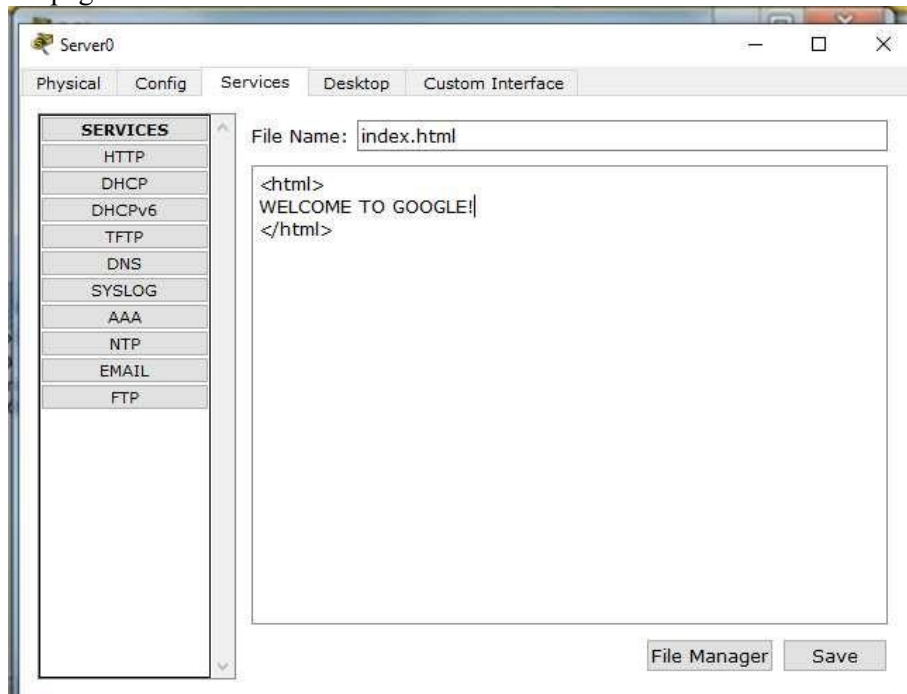 Server0
Physical Config Services Desktop Custom Interface
SERVICES
HTTP
DHCP
DHCPv6
TFTP
DNS
SYSLOG
AAA
NTP
EMAIL
FTP
File Name: index.html
<html>
WELCOME TO GOOGLE!
</html>
File Manager Save